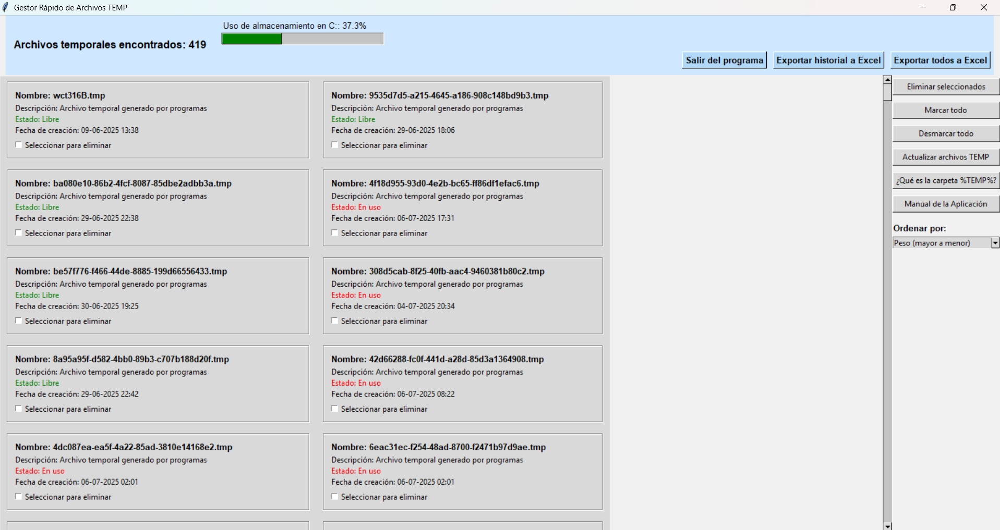 Gestor Rápido de Archivos TEMP
Uso de almacenamiento en C:: 37.3%
Archivos temporales encontrados: 419
Salir del programa
Exportar historial a Excel
Exportar todos a Excel
Nombre: wct316B.tmp
Descripción: Archivo temporal generado por programas
Estado: Libre
Fecha de creación: 09-06-2025 13:38
Seleccionar para eliminar
Nombre: 9535d7d5-a215-4645-a186-908c148bd9b3.tmp
Descripción: Archivo temporal generado por programas
Estado: Libre
Fecha de creación: 29-06-2025 18:06
Seleccionar para eliminar
Nombre: ba080e10-86b2-4fcf-8087-85dbe2adbb3a.tmp
Descripción: Archivo temporal generado por programas
Estado: Libre
Fecha de creación: 29-06-2025 22:38
Seleccionar para eliminar
Nombre: 4f18d955-93d0-4e2b-bc65-ff86df1efac6.tmp
Descripción: Archivo temporal generado por programas
Estado: En uso
Fecha de creación: 06-07-2025 17:31
Seleccionar para eliminar
Nombre: be57f776-f466-44de-8885-199d66556433.tmp
Descripción: Archivo temporal generado por programas
Estado: Libre
Fecha de creación: 30-06-2025 19:25
Seleccionar para eliminar
Nombre: 308d5cab-8f25-40fb-aac4-9460381b80c2.tmp
Descripción: Archivo temporal generado por programas
Estado: En uso
Fecha de creación: 04-07-2025 20:34
Seleccionar para eliminar
Nombre: 8a95a95f-d582-4bb0-89b3-c707b188d20f.tmp
Descripción: Archivo temporal generado por programas
Estado: Libre
Fecha de creación: 29-06-2025 22:42
Seleccionar para eliminar
Nombre: 42d66288-fc0f-441d-a28d-85d3a1364908.tmp
Descripción: Archivo temporal generado por programas
Estado: En uso
Fecha de creación: 06-07-2025 08:22
Seleccionar para eliminar
Nombre: 4dc087ea-ea5f-4a22-85ad-3810e14168e2.tmp
Descripción: Archivo temporal generado por programas
Estado: En uso
Fecha de creación: 06-07-2025 02:01
Seleccionar para eliminar
Nombre: 6eac31ec-f254-48ad-8700-f2471b97d9ae.tmp
Descripción: Archivo temporal generado por programas
Estado: En uso
Fecha de creación: 06-07-2025 02:01
Seleccionar para eliminar
Eliminar seleccionados
Marcar todo
Desmarcar todo
Actualizar archivos TEMP
¿Qué es la carpeta %TEMP%?
Manual de la Aplicación
Ordenar por:
Peso (mayor a menor)